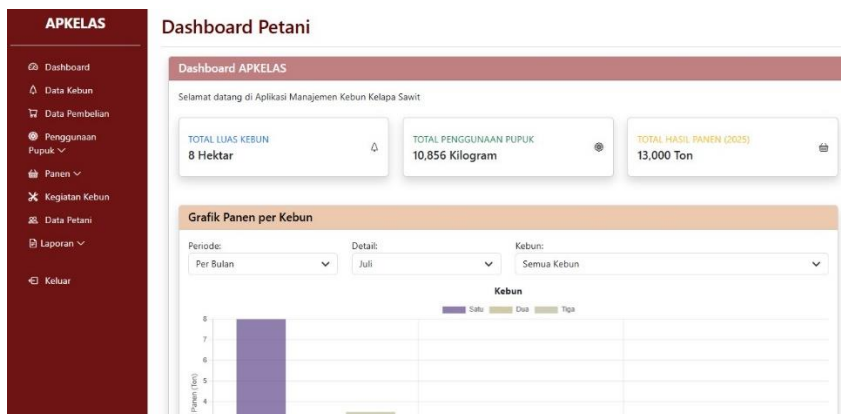 APKELAS
Dashboard
Data Kebun
Data Pembelian
Penggunaan
Pupuk
Panen
Kegiatan Kebun
Data Petani
Laporan
Keluar
Dashboard Petani
Dashboard APKELAS
Selamat datang di Aplikasi Manajemen Kebun Kelapa Sawit
TOTAL LUAS KEBUN
8 Hektar
TOTAL PENGGUNAAN PUPUK
10,856 Kilogram
TOTAL HASIL PANEN (2025)
13,000 Ton
Grafik Panen per Kebun
Periode: Detail: Kebun:
Per Bulan Juli Semua Kebun
Kebun
Satu Dua Tiga
8
7
6
5
4
Panen (Ton)